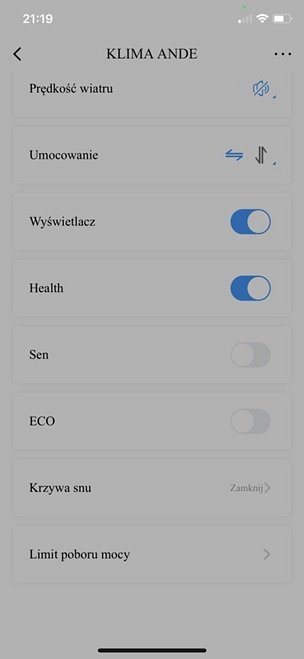 21:19
KLIMA ANDE
Prędkość wiatru
Umocowanie
Wyświetlacz
Health
Sen
ECO
Krzywa snu Zamknij
Limit poboru mocy